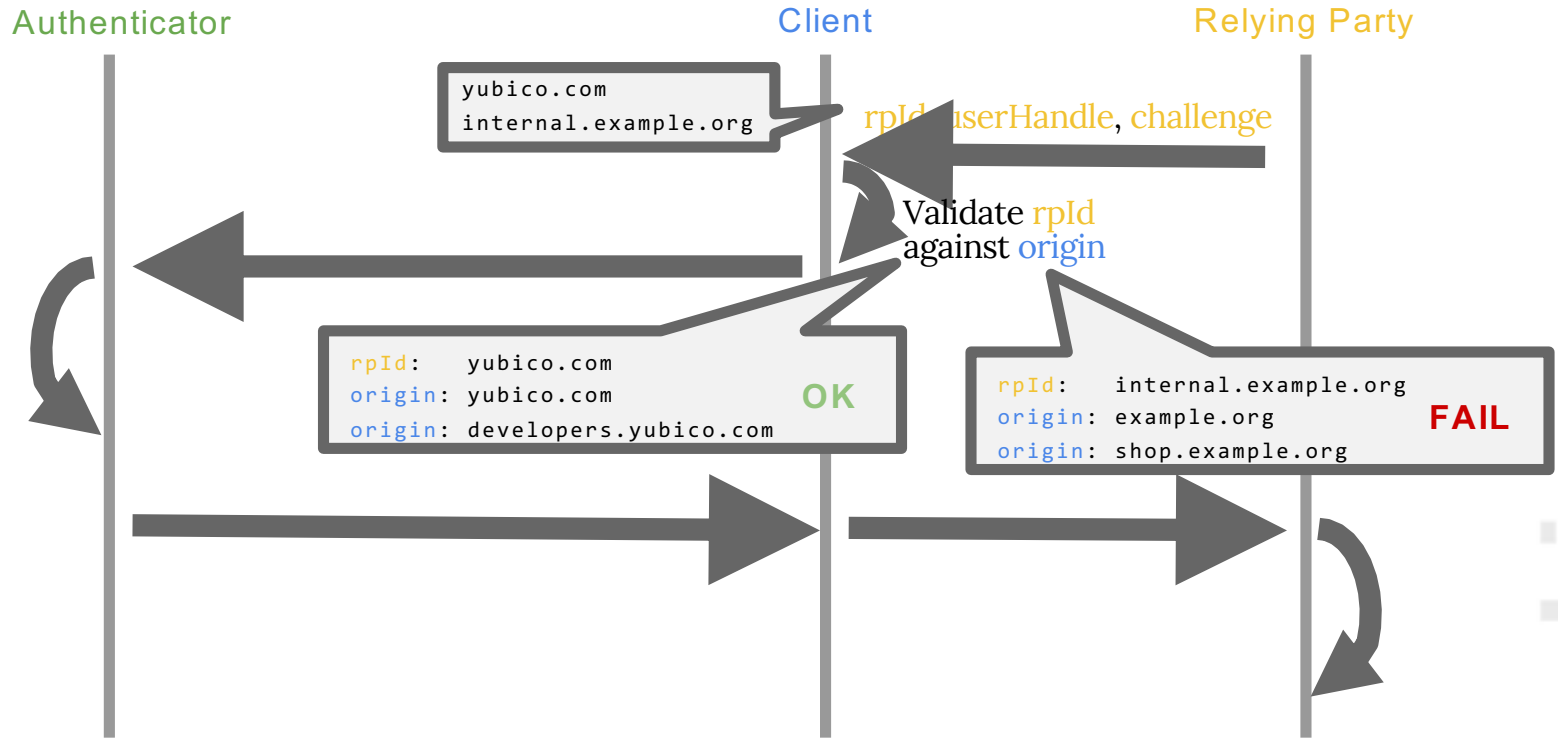 Authenticator
Client
Relying Party
yubico.com
internal.example.org
rpId, userHandle, challenge
Validate rpId
against origin
rpId: yubico.com
origin: yubico.com
origin: developers.yubico.com
OK
rpId: internal.example.org
origin: example.org
origin: shop.example.org
FAIL